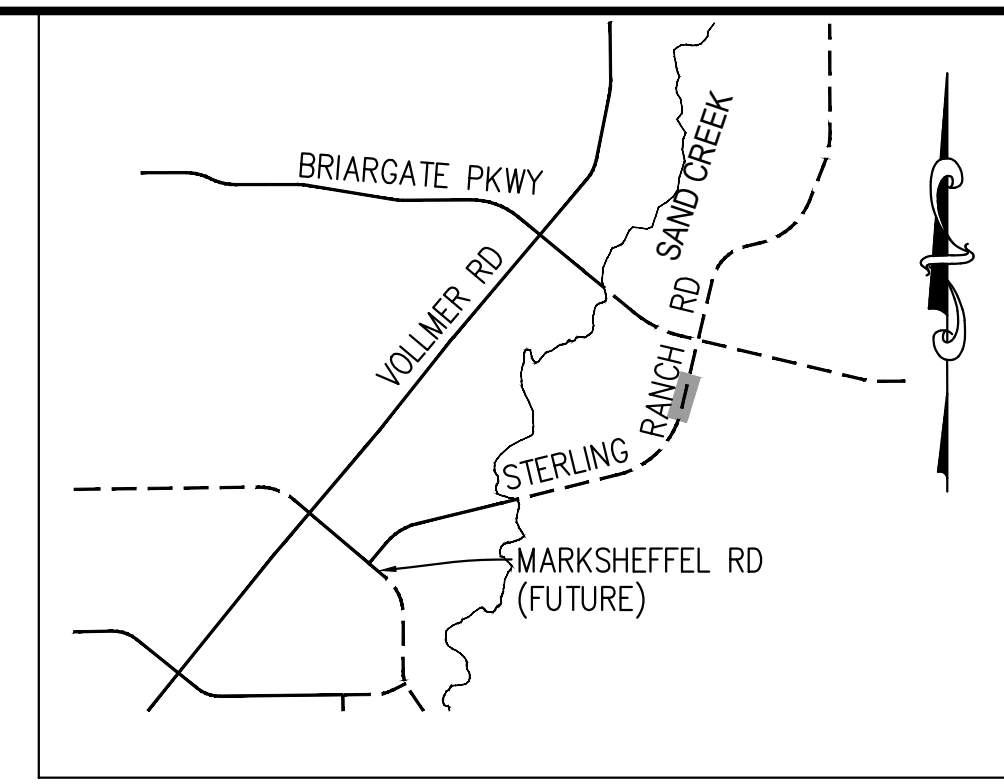 BRIARGATE PKWY
SAND CREEK
VOLLMER RD
STERLING RANCH RD
MARKSHEFFEL RD
(FUTURE)